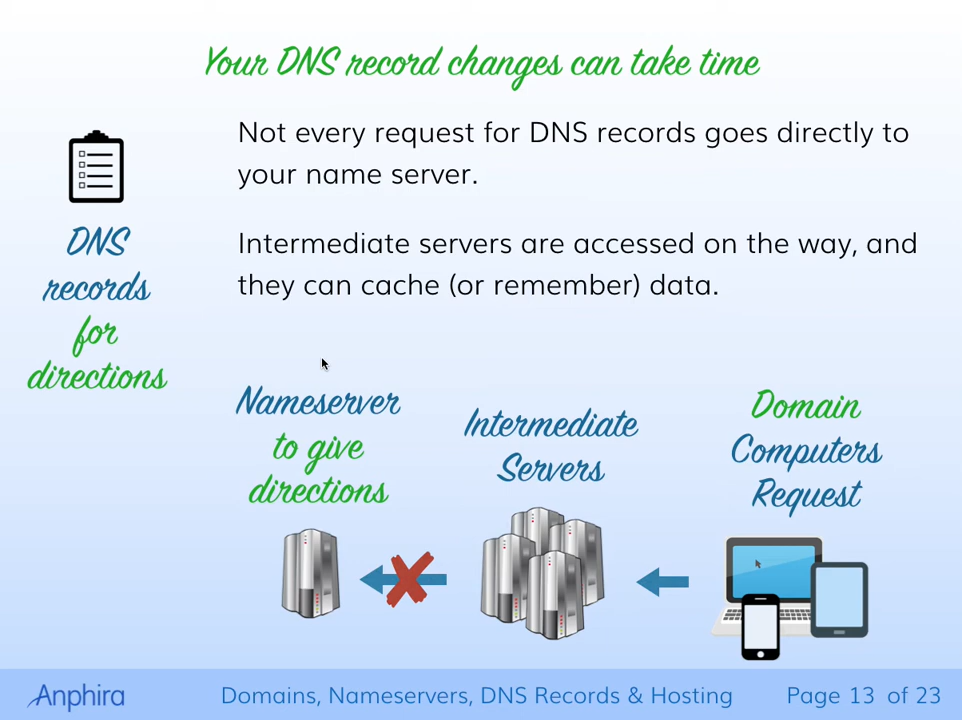 Your DNS record changes can take time
Not every request for DNS records goes directly to
your name server.
Intermediate servers are accessed on the way, and
they can cache (or remember) data.
DNS
records
for
directions
Nameserver
to give
directions
Intermediate
Servers
Domain
Computers
Request
Anphira
Domains, Nameservers, DNS Records & Hosting
Page 13 of 23